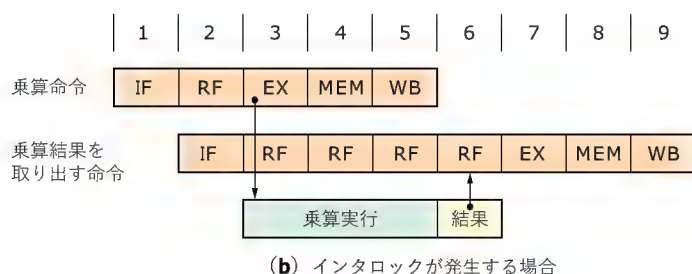 1 2 3 4 5 6 7 8 9
乗算命令
IF RF EX MEM WB
乗算結果を
取り出す命令
IF RF RF RF RF EX MEM WB
乗算実行 結果
(b) インタロックが発生する場合